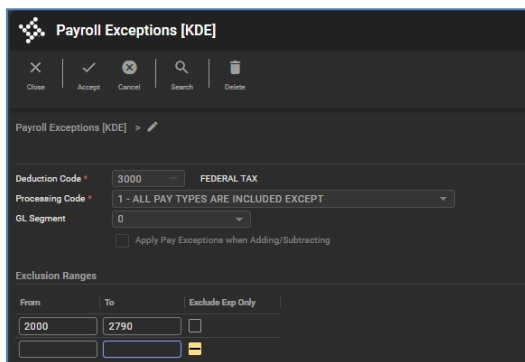 Payroll Exceptions [KDE]
Close Accept Cancel Search Delete
Payroll Exceptions [KDE] >
Deduction Code * 3000 ... FEDERAL TAX
Processing Code * 1 - ALL PAY TYPES ARE INCLUDED EXCEPT
GL Segment 0
Apply Pay Exceptions when Adding/Subtracting
Exclusion Ranges
From To Exclude Exp Only
2000 2790